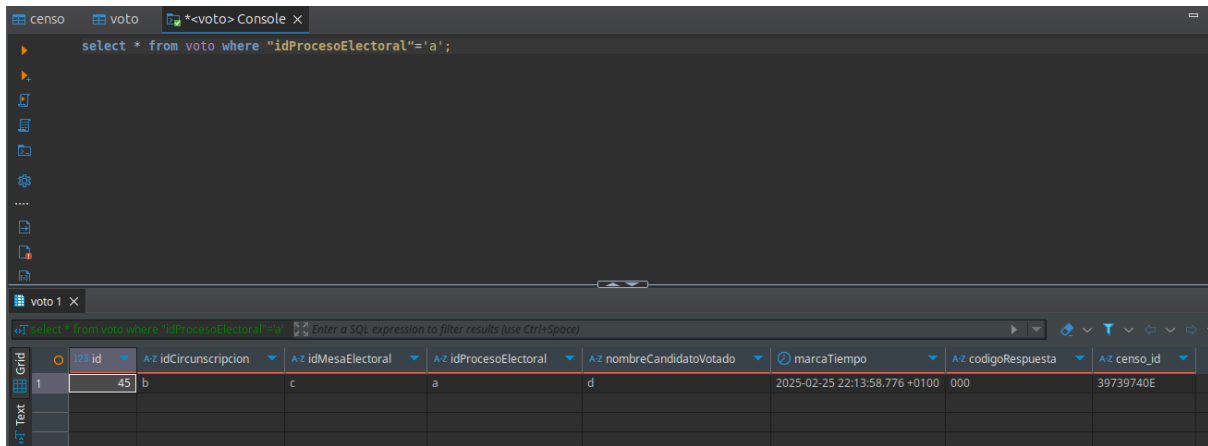 censo voto *<voto> Console
select * from voto where "idProcesoElectoral"='a';
voto 1
select * from voto where "idProcesoElectoral"='a' Enter a SQL expression to filter results (use Ctrl+Space)
Grid 123 id A-Z idCircunscripcion A-Z idMesaElectoral A-Z idProcesoElectoral A-Z nombreCandidatoVotado marcaTiempo A-Z codigoRespuesta A-Z censo_id
1 45 b c a d 2025-02-25 22:13:58.776 +0100 000 39739740E
Text